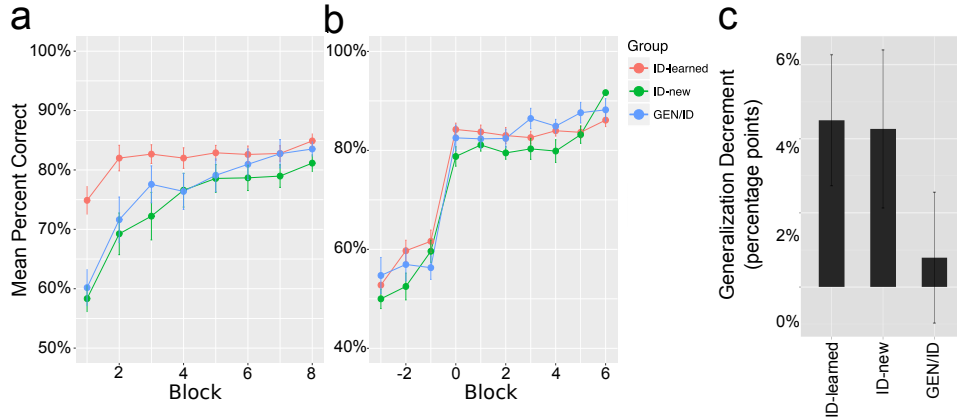 a
b
c
100%
90%
80%
70%
60%
50%
Mean Percent Correct
2
4
6
8
Block
100%
80%
60%
40%
-2
0
2
4
6
Block
Group
ID-learned
ID-new
GEN/ID
6%
4%
2%
0%
Generalization Decrement
(percentage points)
ID-learned
ID-new
GEN/ID